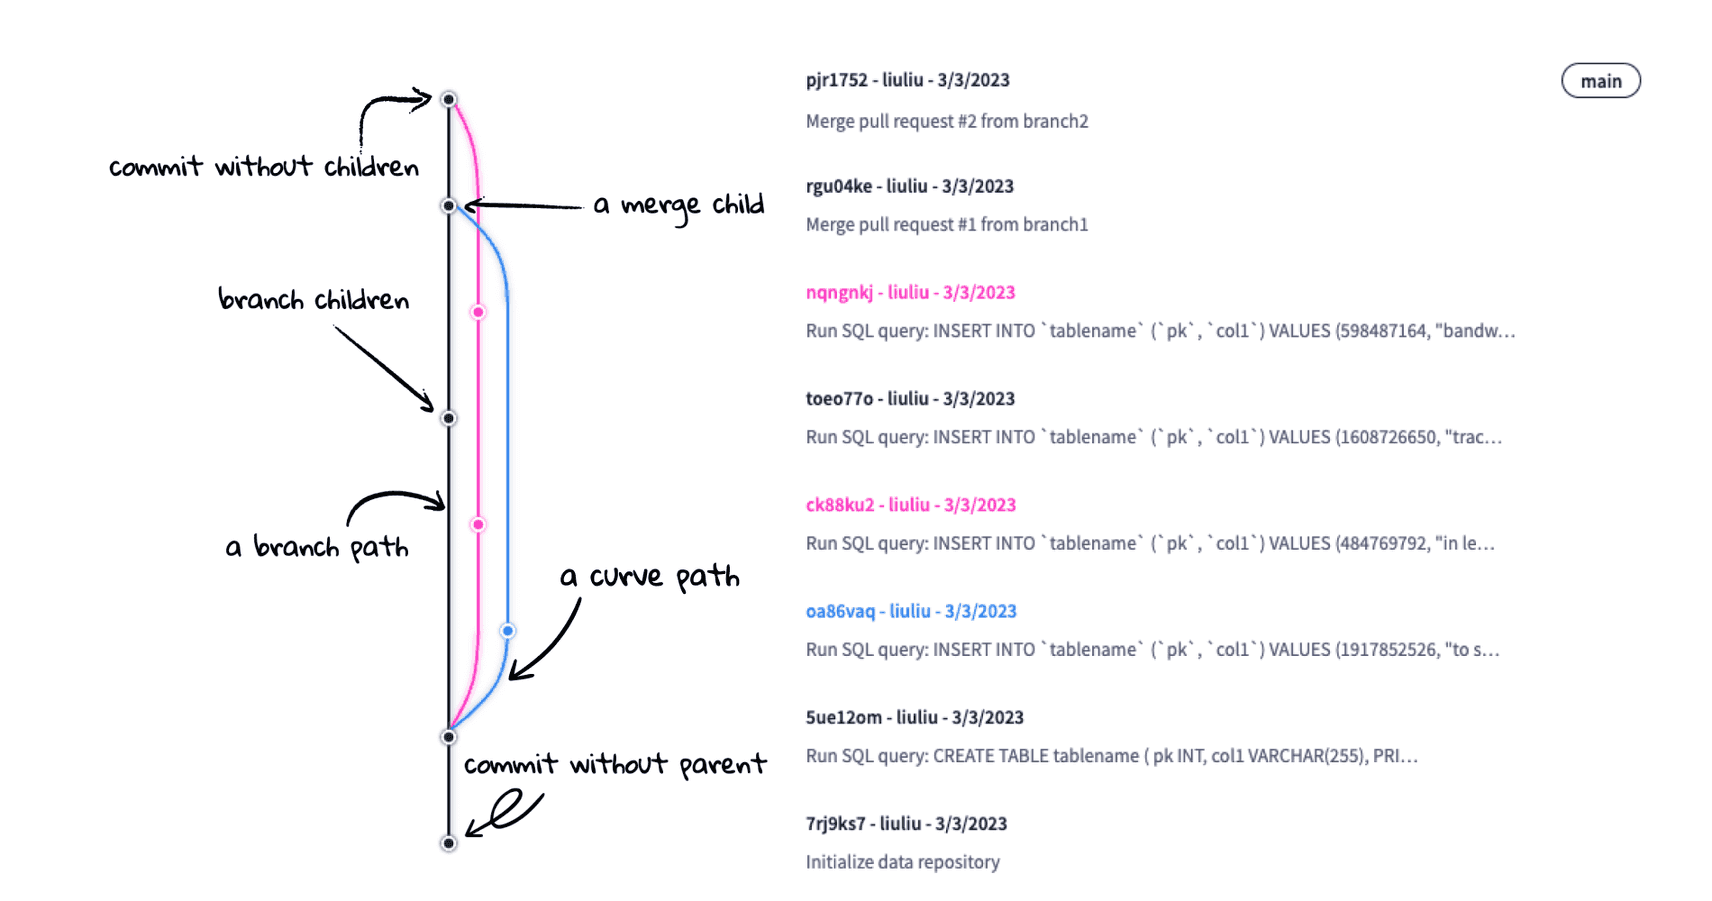 pjr1752 - liuliu - 3/3/2023
main
Merge pull request #2 from branch2
commit without children
rgu04ke - liuliu - 3/3/2023
a merge child
Merge pull request #1 from branch1
branch children
nqngnkj - liuliu - 3/3/2023
Run SQL query: INSERT INTO `tablename` (`pk`, `col1`) VALUES (598487164, "bandw...
toeo77o - liuliu - 3/3/2023
Run SQL query: INSERT INTO `tablename` (`pk`, `col1`) VALUES (1608726650, "trac...
ck88ku2 - liuliu - 3/3/2023
a branch path
Run SQL query: INSERT INTO `tablename` (`pk`, `col1`) VALUES (484769792, "in le...
a curve path
oa86vaq - liuliu - 3/3/2023
Run SQL query: INSERT INTO `tablename` (`pk`, `col1`) VALUES (1917852526, "to s...
5ue12om - liuliu - 3/3/2023
Run SQL query: CREATE TABLE tablename ( pk INT, col1 VARCHAR(255), PRI...
commit without parent
7rj9ks7 - liuliu - 3/3/2023
Initialize data repository